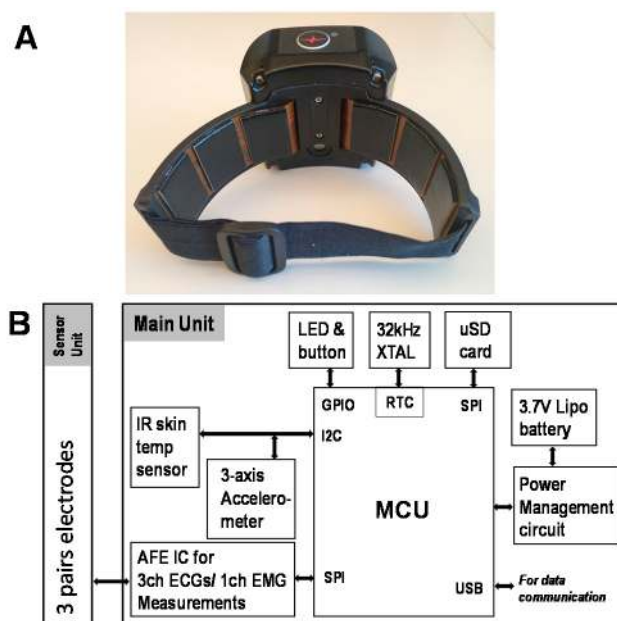 A
B
Sensor
Unit
3 pairs electrodes
Main Unit
LED &
button
32kHz
XTAL
uSD
card
GPIO
RTC
SPI
3.7V Lipo
battery
IR skin
temp
sensor
I2C
3-axis
Accelero-
meter
MCU
Power
Management
circuit
AFE IC for
3ch ECGs/ 1ch EMG
Measurements
SPI
USB
For data
communication